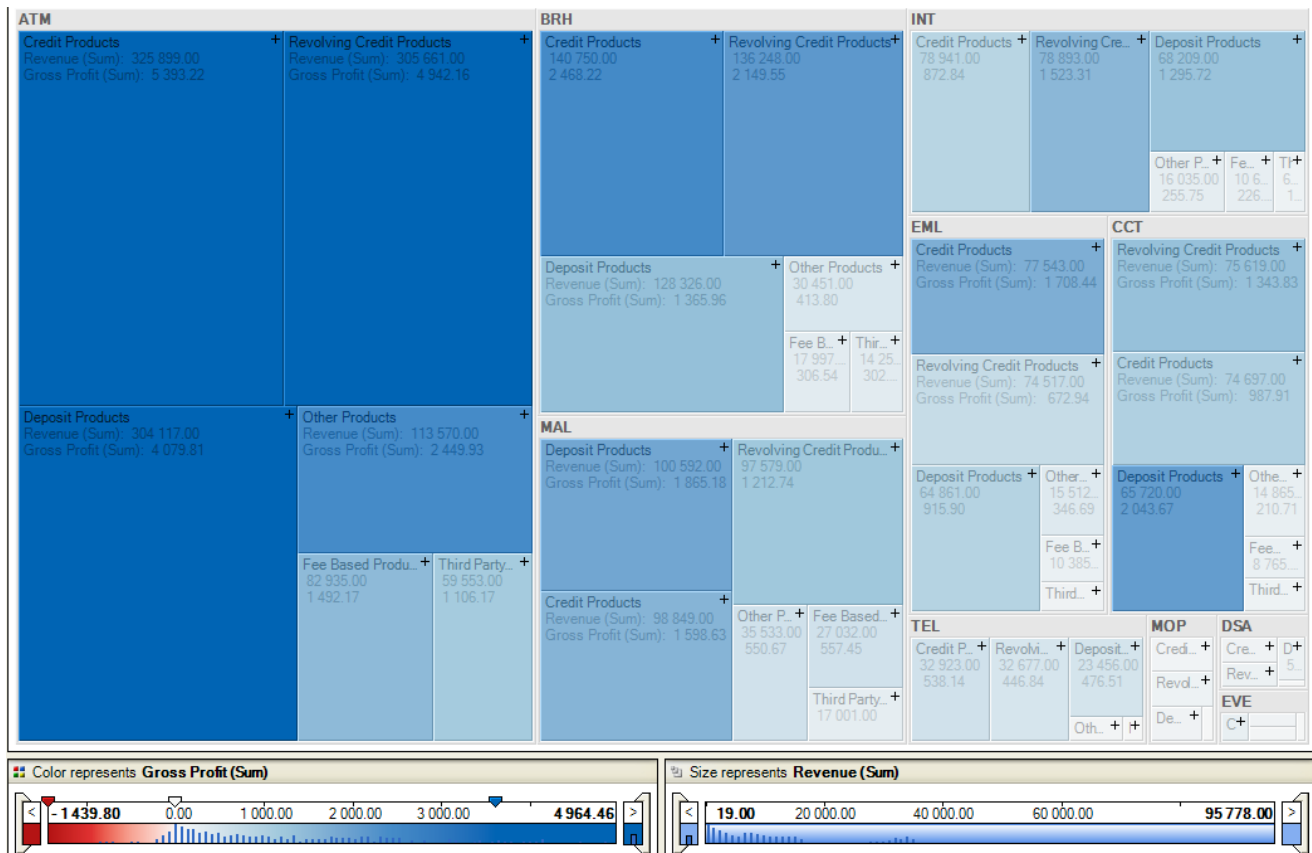 ATM
Credit Products
Revenue (Sum): 325 899.00
Gross Profit (Sum): 5 393.22
Revolving Credit Products
Revenue (Sum): 305 661.00
Gross Profit (Sum): 4 942.16
Deposit Products
Revenue (Sum): 304 117.00
Gross Profit (Sum): 4 079.81
Other Products
Revenue (Sum): 113 570.00
Gross Profit (Sum): 2 449.93
Fee Based Produ...
82 935.00
1 492.17
Third Party...
59 553.00
1 106.17
BRH
Credit Products
140 750.00
2 468.22
Revolving Credit Products
136 248.00
2 149.55
Deposit Products
Revenue (Sum): 128 326.00
Gross Profit (Sum): 1 365.96
Other Products
30 451.00
413.80
Fee B...
17 997...
306.54
Thir...
14 25...
302...
MAL
Deposit Products
Revenue (Sum): 100 592.00
Gross Profit (Sum): 1 865.18
Revolving Credit Produ...
97 579.00
1 212.74
Credit Products
Revenue (Sum): 98 849.00
Gross Profit (Sum): 1 598.63
Other P...
35 533.00
550.67
Fee Based...
27 032.00
557.45
Third Party...
17 001.00
INT
Credit Products
78 941.00
872.84
Revolving Cre...
78 893.00
1 523.31
Deposit Products
68 209.00
1 295.72
Other P...
16 035.00
255.75
Fe...
10 6...
226...
Th
6...
1...
EML
Credit Products
Revenue (Sum): 77 543.00
Gross Profit (Sum): 1 708.44
Revolving Credit Products
Revenue (Sum): 74 517.00
Gross Profit (Sum): 672.94
Deposit Products
64 861.00
915.90
Other...
15 512...
346.69
Fee B...
10 385...
Third...
CCT
Revolving Credit Products
Revenue (Sum): 75 619.00
Gross Profit (Sum): 1 343.83
Credit Products
Revenue (Sum): 74 697.00
Gross Profit (Sum): 987.91
Deposit Products
65 720.00
2 043.67
Othe...
14 865...
210.71
Fee...
8 765...
Third...
TEL
Credit P...
32 923.00
538.14
Revolvi...
32 677.00
446.84
Deposit...
23 456.00
476.51
Oth...
MOP
Credi...
Revol...
De...
DSA
Cre...
Rev...
D
5...
EVE
C
Color represents Gross Profit (Sum)
< -1 439.80 0.00 1 000.00 2 000.00 3 000.00 4 964.46 >
Size represents Revenue (Sum)
< 19.00 20 000.00 40 000.00 60 000.00 95 778.00 >